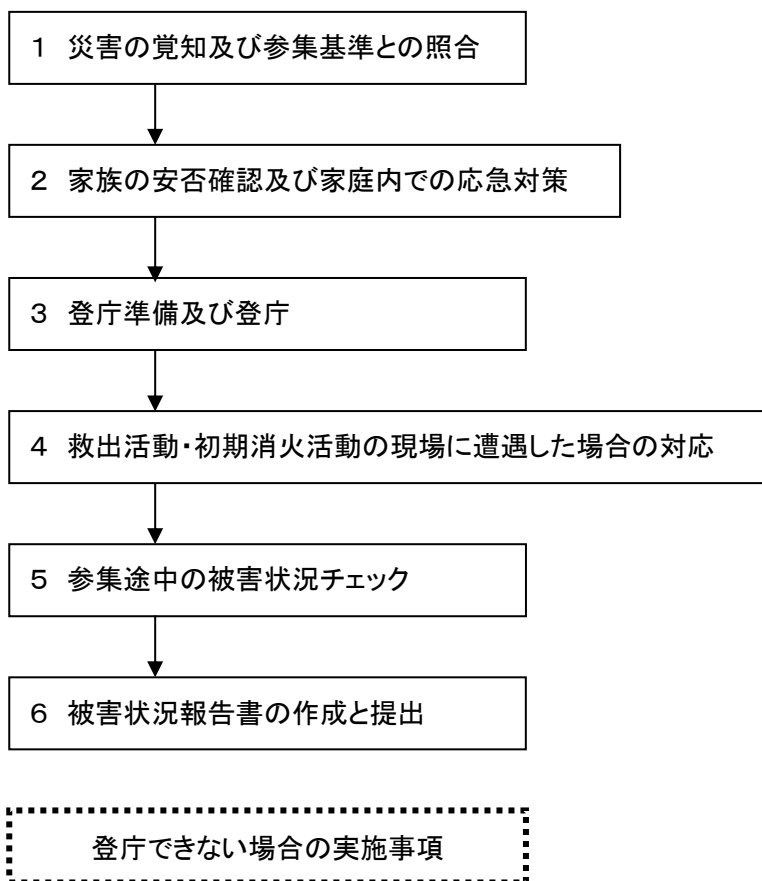 １ 災害の覚知及び参集基準との照合
２ 家族の安否確認及び家庭内での応急対策
３ 登庁準備及び登庁
４ 救出活動・初期消火活動の現場に遭遇した場合の対応
５ 参集途中の被害状況チェック
６ 被害状況報告書の作成と提出
登庁できない場合の実施事項